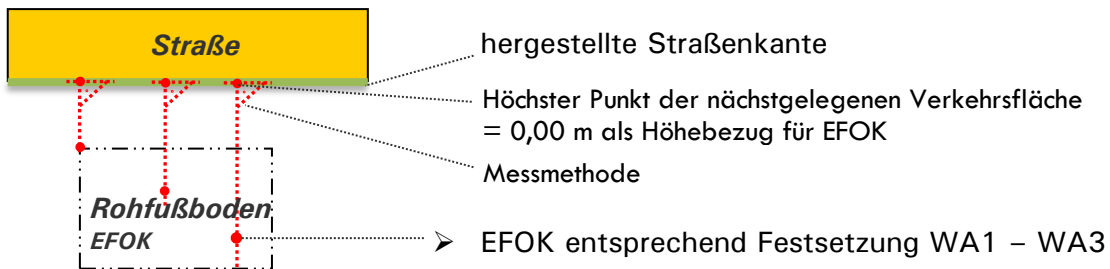 Straße
hergestellte Straßenkante
Höchster Punkt der nächstgelegenen Verkehrsfläche
= 0,00 m als Höhebezug für EFOK
Messmethode
Rohfußboden
EFOK
➢ EFOK entsprechend Festsetzung WA1 – WA3